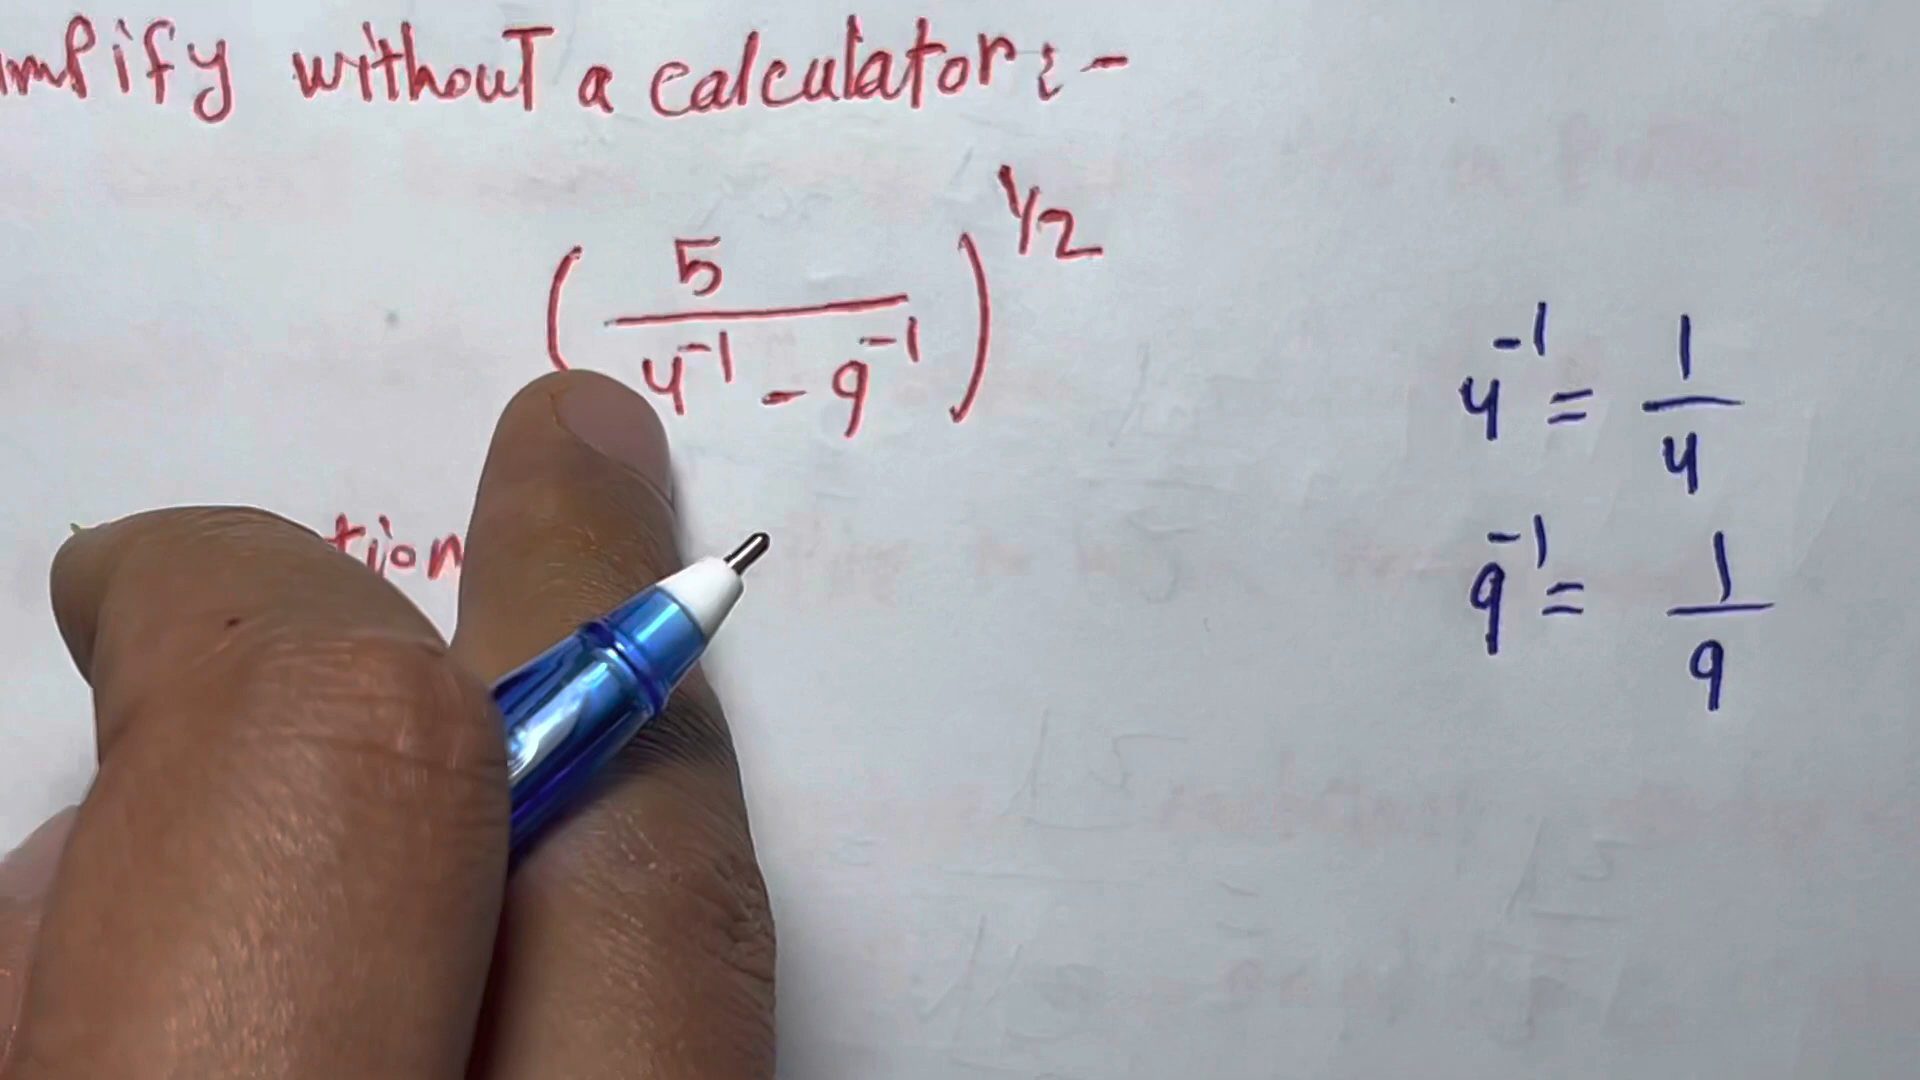 mplify without a calculator:-
(5/(4^-1 - 9^-1))^1/2
4^-1 = 1/4
tion
9^-1 = 1/9